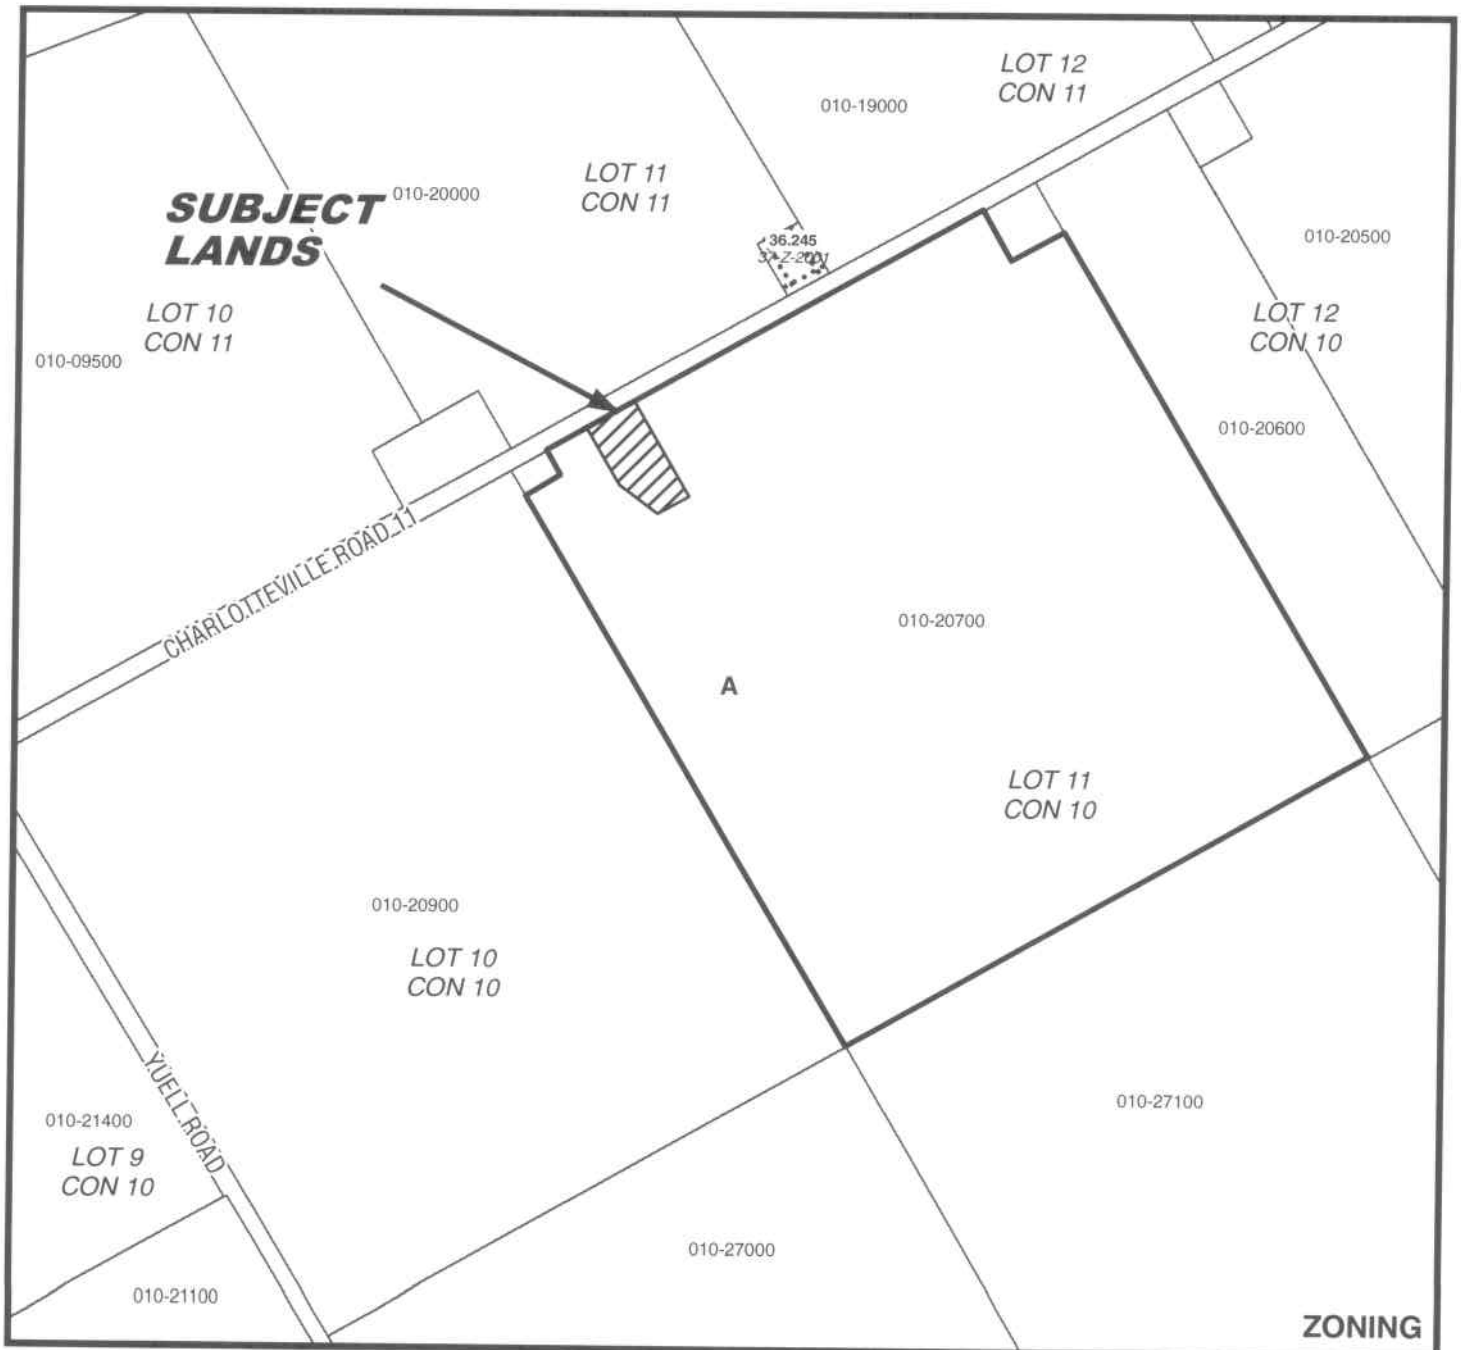 LOT 12
CON 11
010-19000
LOT 11
CON 11
010-20000
SUBJECT
LANDS
36.245
37-Z-2001
010-20500
LOT 10
CON 11
LOT 12
CON 10
010-09500
010-20600
CHARLOTTEVILLE ROAD 11
010-20700
A
LOT 11
CON 10
010-20900
LOT 10
CON 10
YUELL ROAD
010-27100
010-21400
LOT 9
CON 10
010-27000
010-21100
ZONING